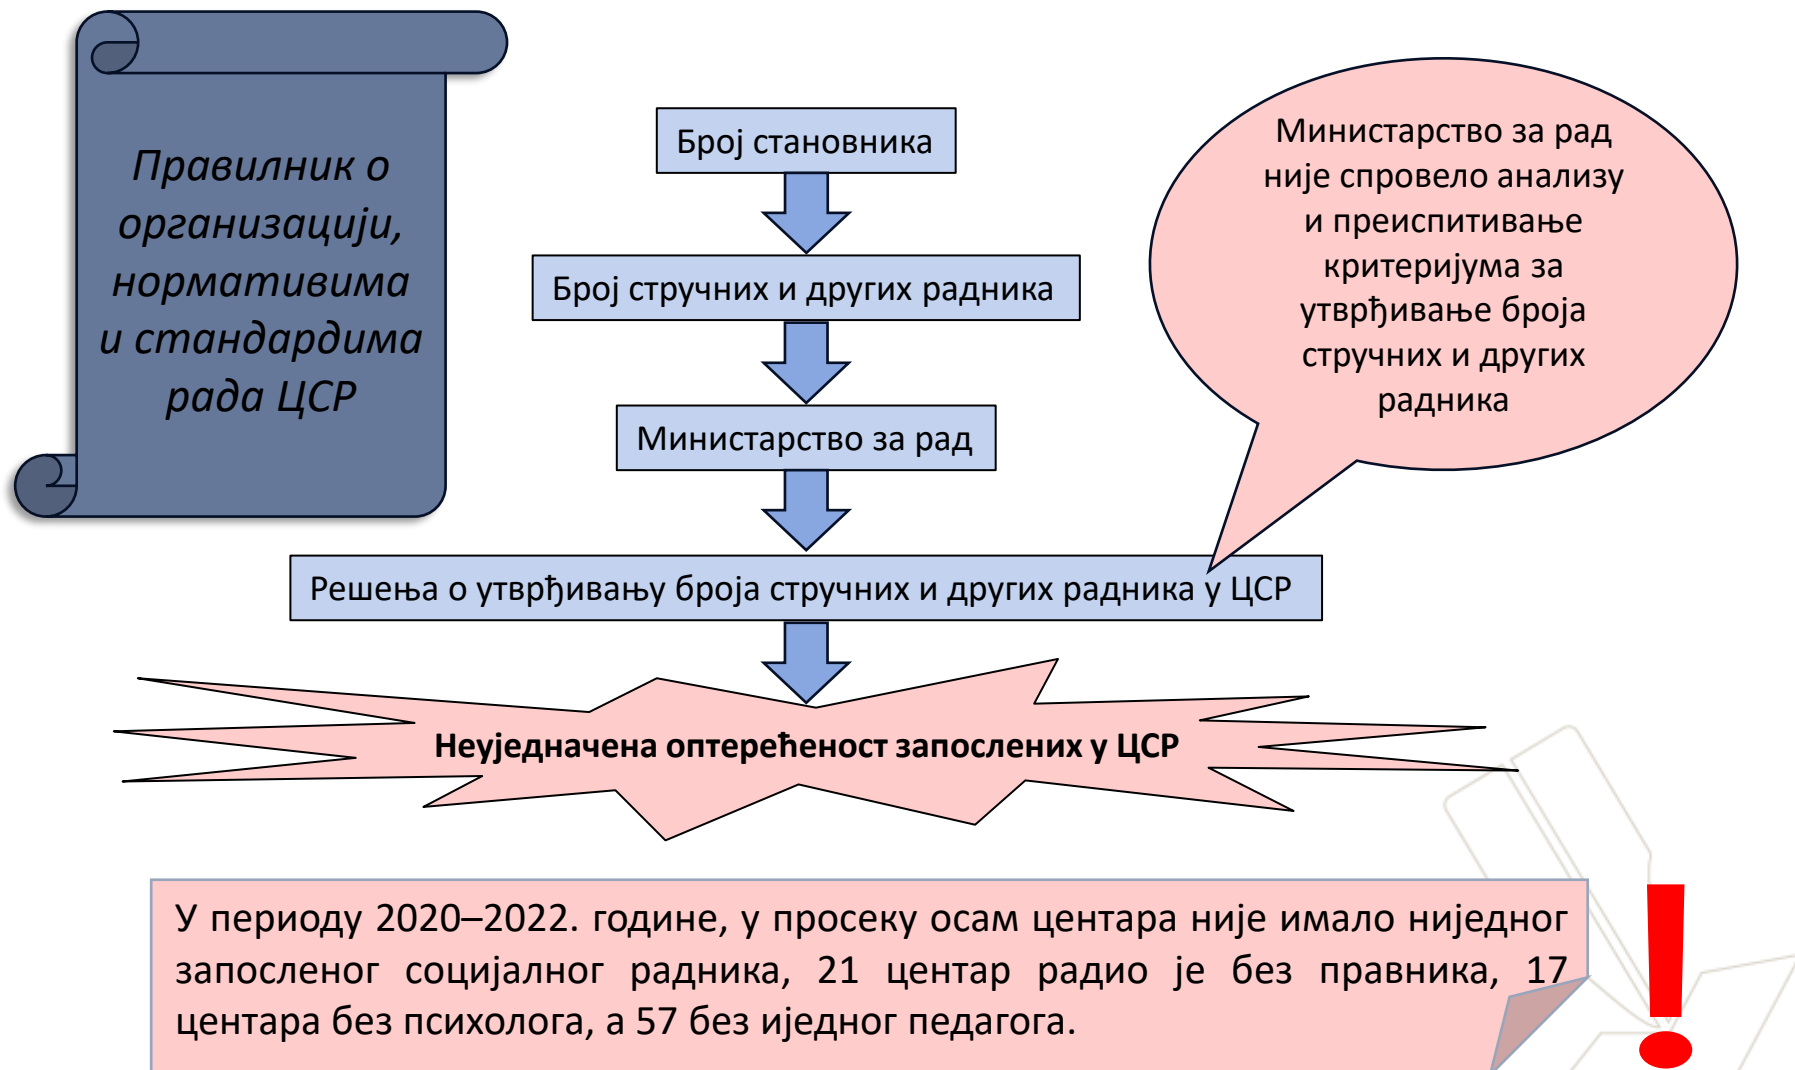 Правилник о
организацији,
нормативима
и стандардима
рада ЦСР
Број становника
Број стручних и других радника
Министарство за рад
Решења о утврђивању броја стручних и других радника у ЦСР
Министарство за рад
није спровело анализу
и преиспитивање
критеријума за
утврђивање броја
стручних и других
радника
Неуједначена оптерећеност запослених у ЦСР
У периоду 2020–2022. године, у просеку осам центара није имало ниједног
запосленог социјалног радника, 21 центар радио је без правника, 17
центара без психолога, а 57 без иједног педагога.